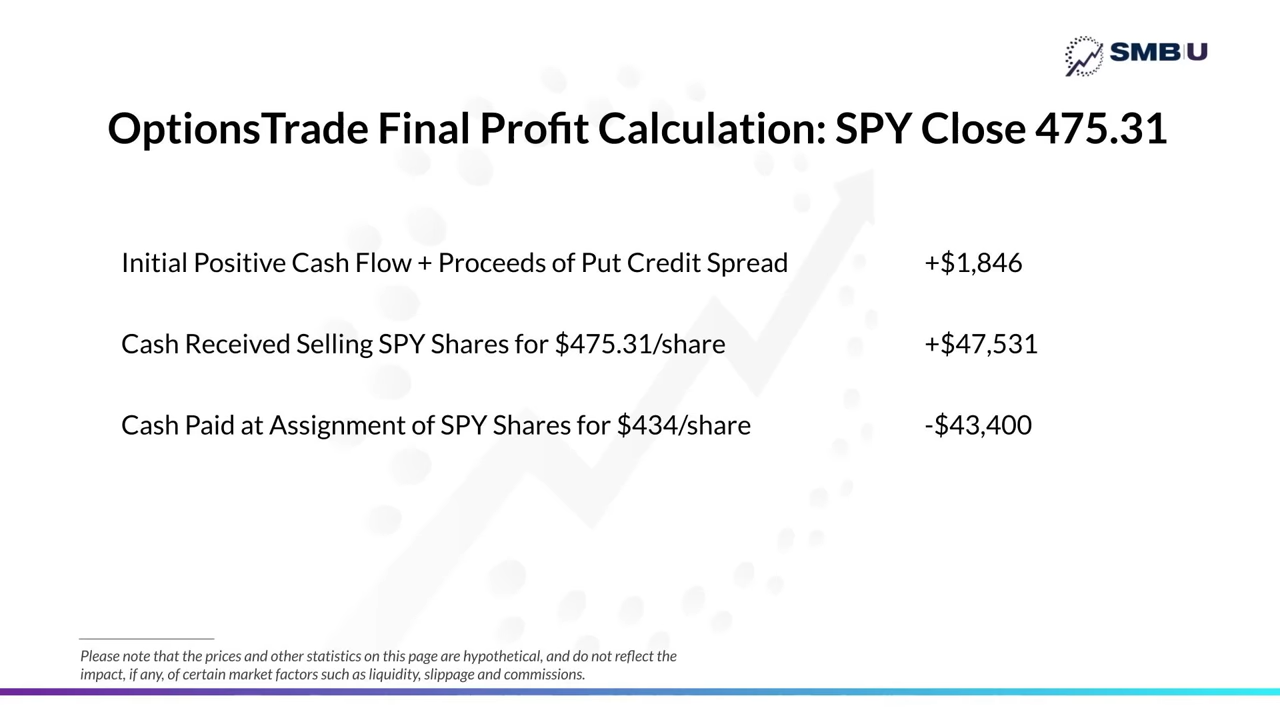 SMB U
OptionsTrade Final Profit Calculation: SPY Close 475.31
Initial Positive Cash Flow + Proceeds of Put Credit Spread +$1,846
Cash Received Selling SPY Shares for $475.31/share +$47,531
Cash Paid at Assignment of SPY Shares for $434/share -$43,400
Please note that the prices and other statistics on this page are hypothetical, and do not reflect the
impact, if any, of certain market factors such as liquidity, slippage and commissions.